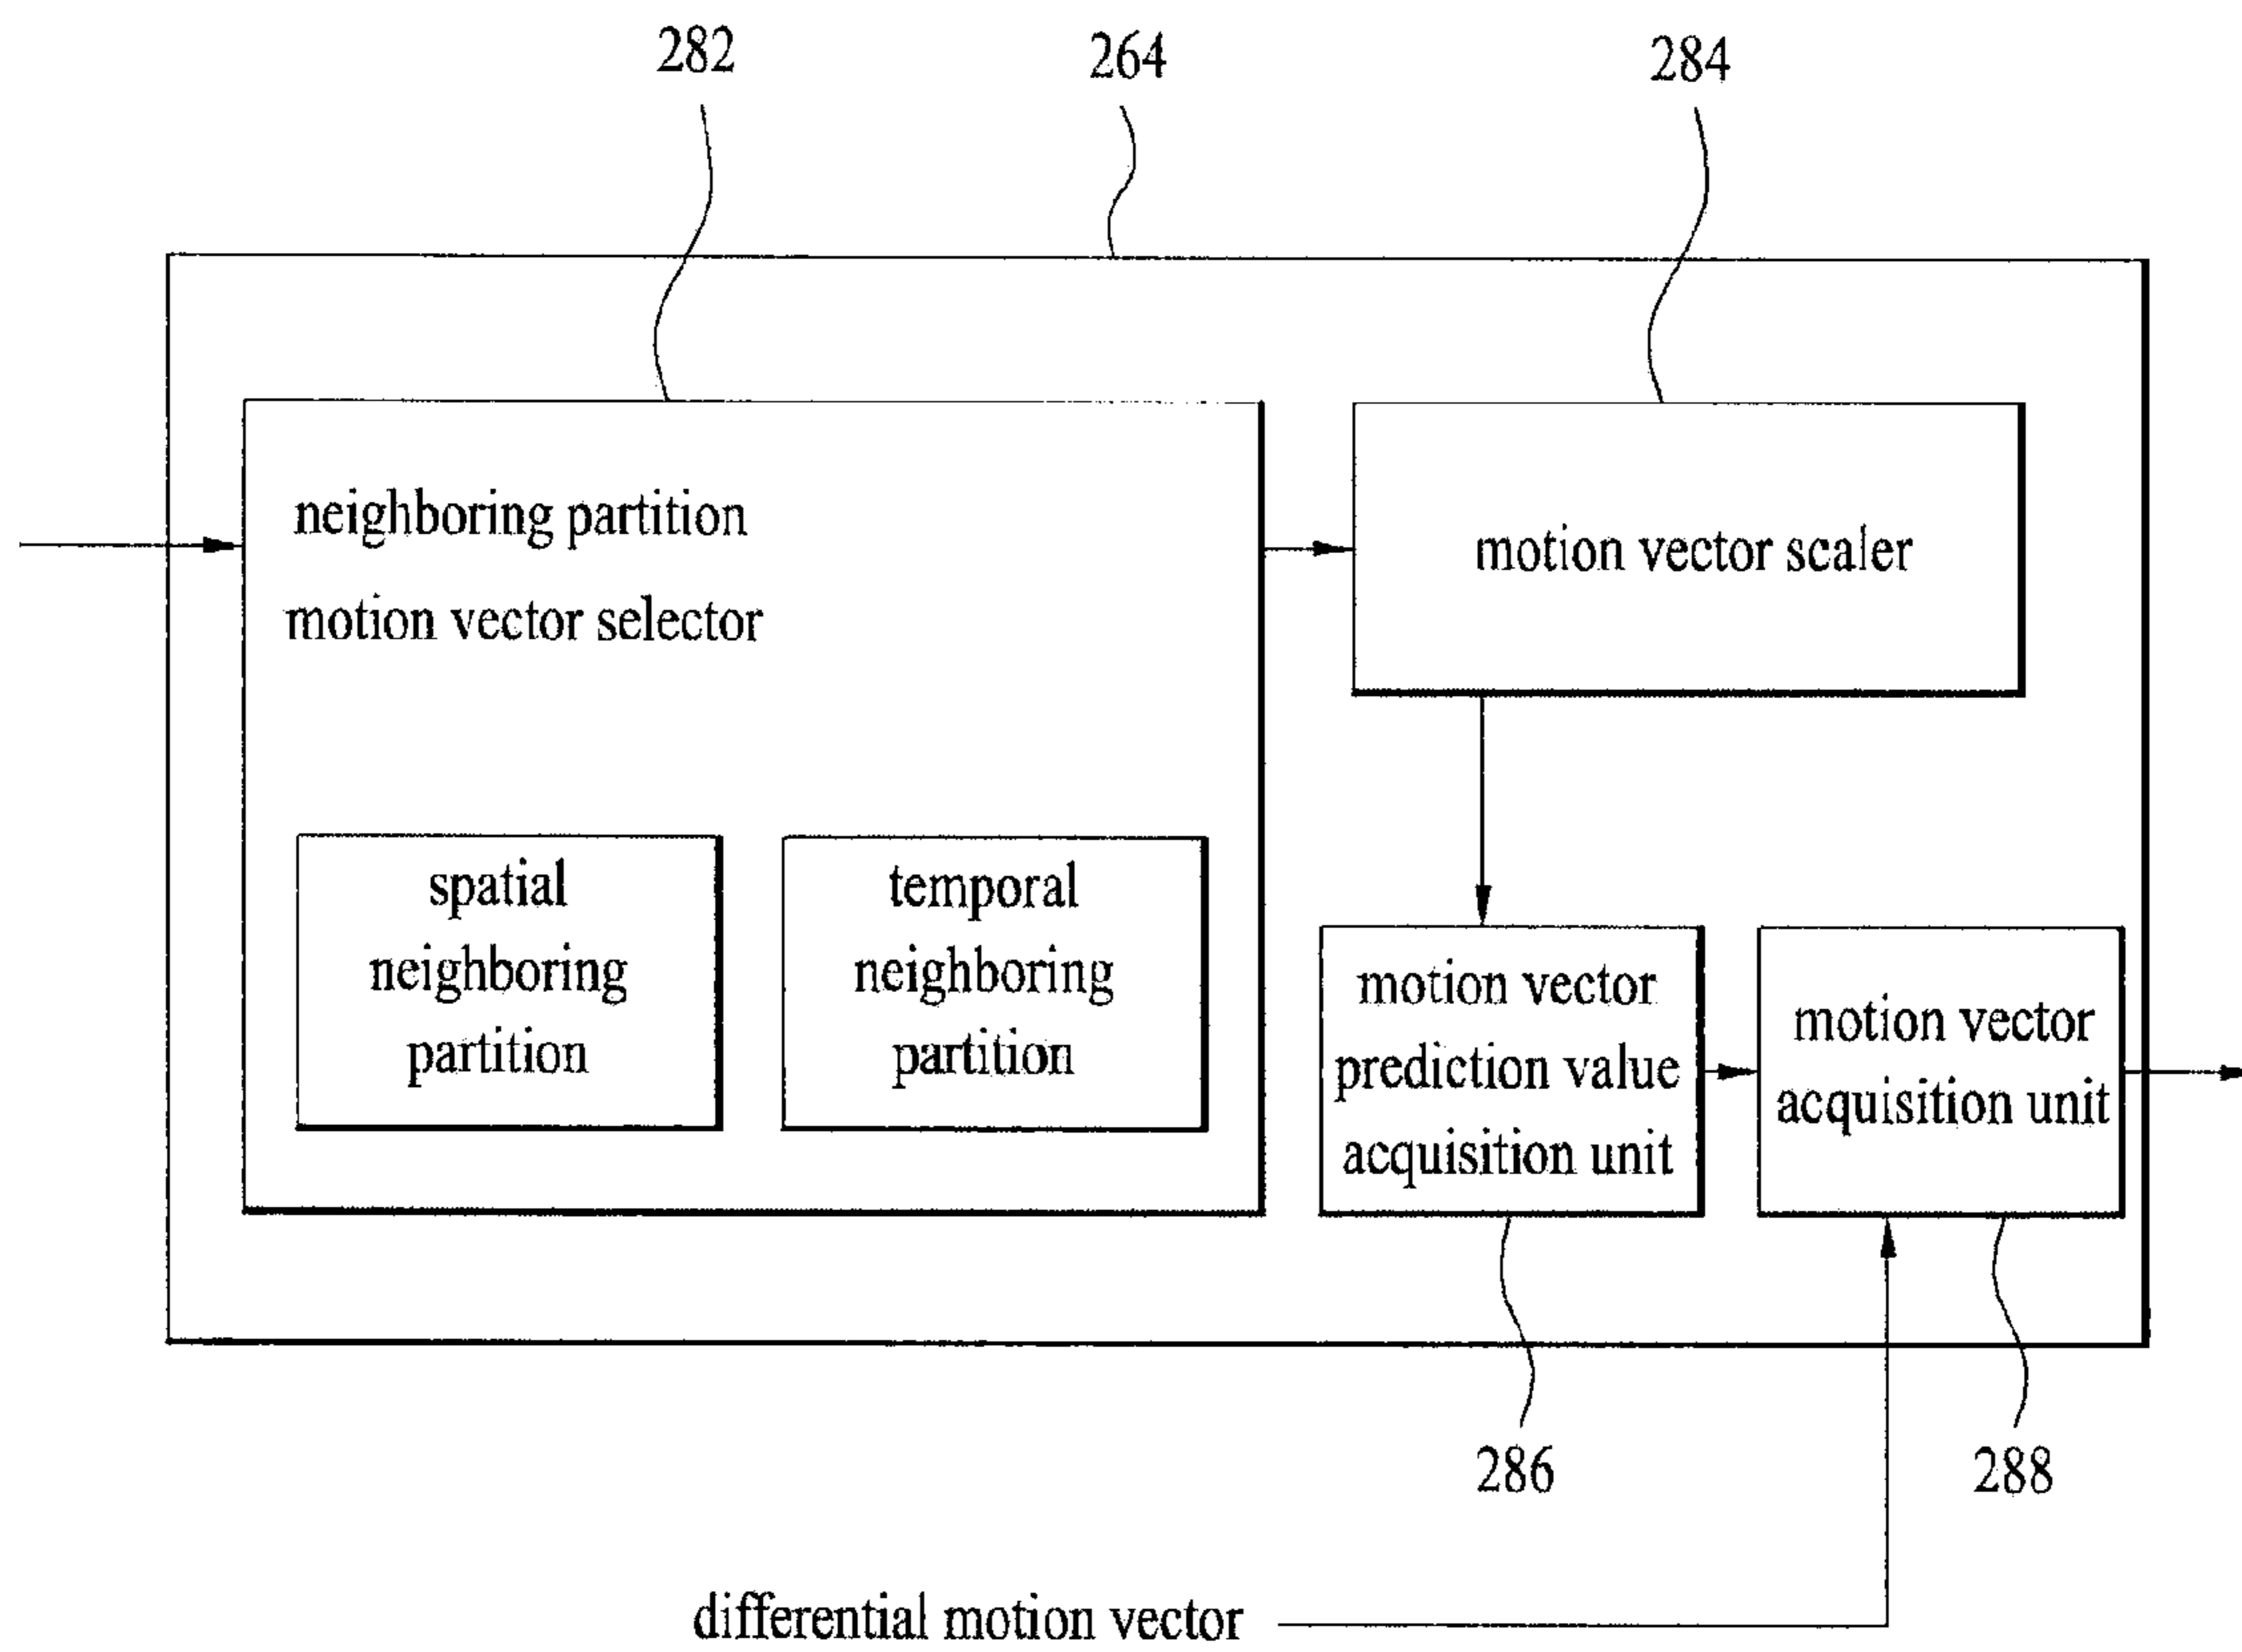 282
264
284
neighboring partition
motion vector selector
motion vector scaler
spatial
neighboring
partition
temporal
neighboring
partition
motion vector
prediction value
acquisition unit
motion vector
acquisition unit
286
288
differential motion vector